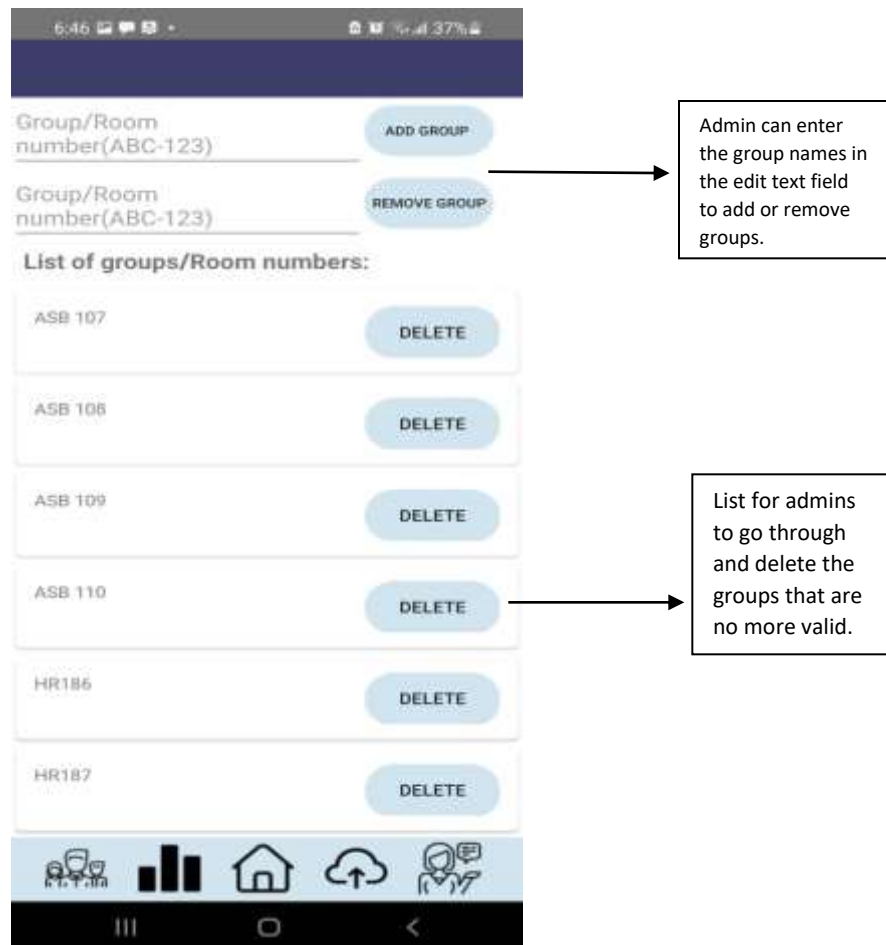 6:46
37%
Group/Room
number(ABC-123)
ADD GROUP
Group/Room
number(ABC-123)
REMOVE GROUP
List of groups/Room numbers:
ASB 107
DELETE
ASB 108
DELETE
ASB 109
DELETE
ASB 110
DELETE
HR186
DELETE
HR187
DELETE
Admin can enter
the group names in
the edit text field
to add or remove
groups.
List for admins
to go through
and delete the
groups that are
no more valid.